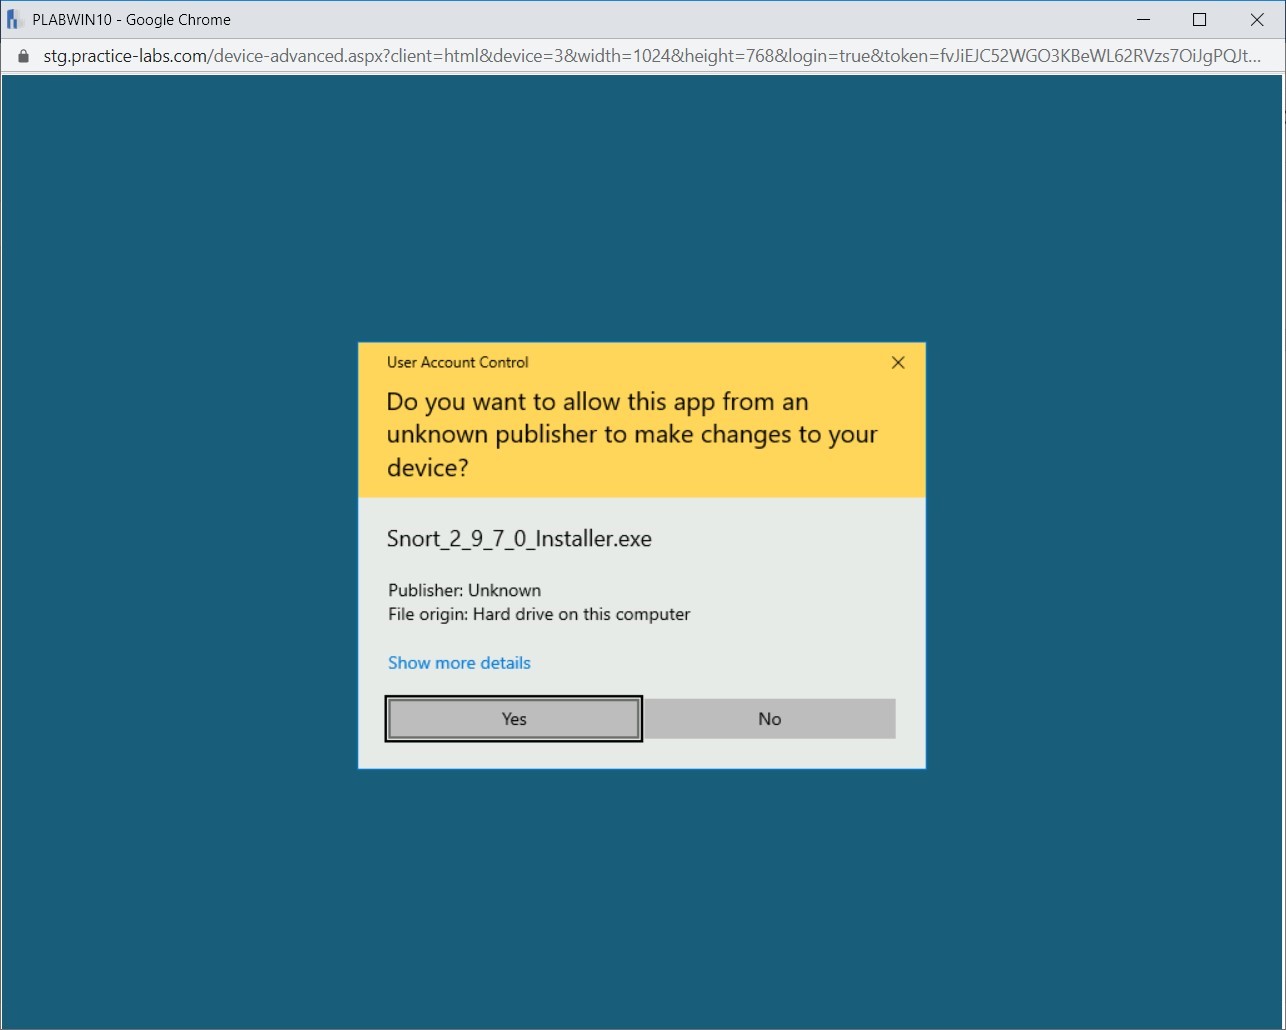 PLABWIN10 - Google Chrome
stg.practice-labs.com/device-advanced.aspx?client=html&device=3&width=1024&height=768&login=true&token=fvJiEJC52WGO3KBeWL62RVzs7OiJgPQJt...
User Account Control
Do you want to allow this app from an
unknown publisher to make changes to your
device?
Snort_2_9_7_0_Installer.exe
Publisher: Unknown
File origin: Hard drive on this computer
Show more details
Yes No